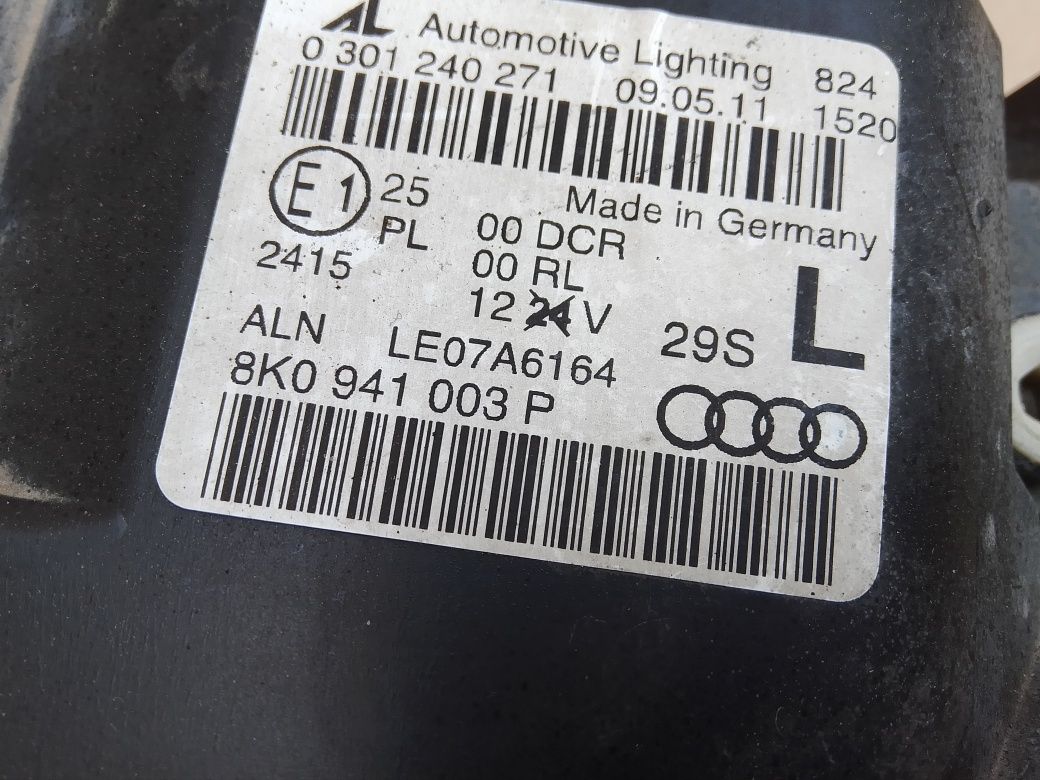 AL Automotive Lighting 824
0 301 240 271 09.05.11 1520
E1 25 Made in Germany
PL 00 DCR
2415 00 RL
12 24 V
L
ALN LE07A6164 29S
8K0 941 003 P